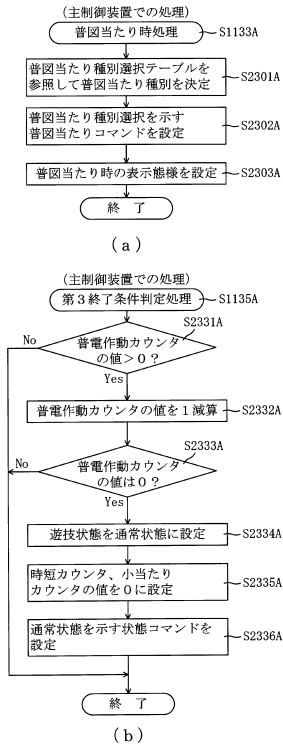 (主制御装置での処理)
普図当たり時処理
S1133A
普図当たり種別選択テーブルを
参照して普図当たり種別を決定
S2301A
普図当たり種別選択を示す
普図当たりコマンドを設定
S2302A
普図当たり時の表示態様を設定
S2303A
終 了
(a)
(主制御装置での処理)
第3終了条件判定処理
S1135A
S2331A
No
普電作動カウンタ
の値>0?
Yes
普電作動カウンタの値を1減算
S2332A
S2333A
No
普電作動カウンタ
の値は0?
Yes
遊技状態を通常状態に設定
S2334A
時短カウンタ、小当たり
カウンタの値を0に設定
S2335A
通常状態を示す状態コマンドを
設定
S2336A
終 了
(b)